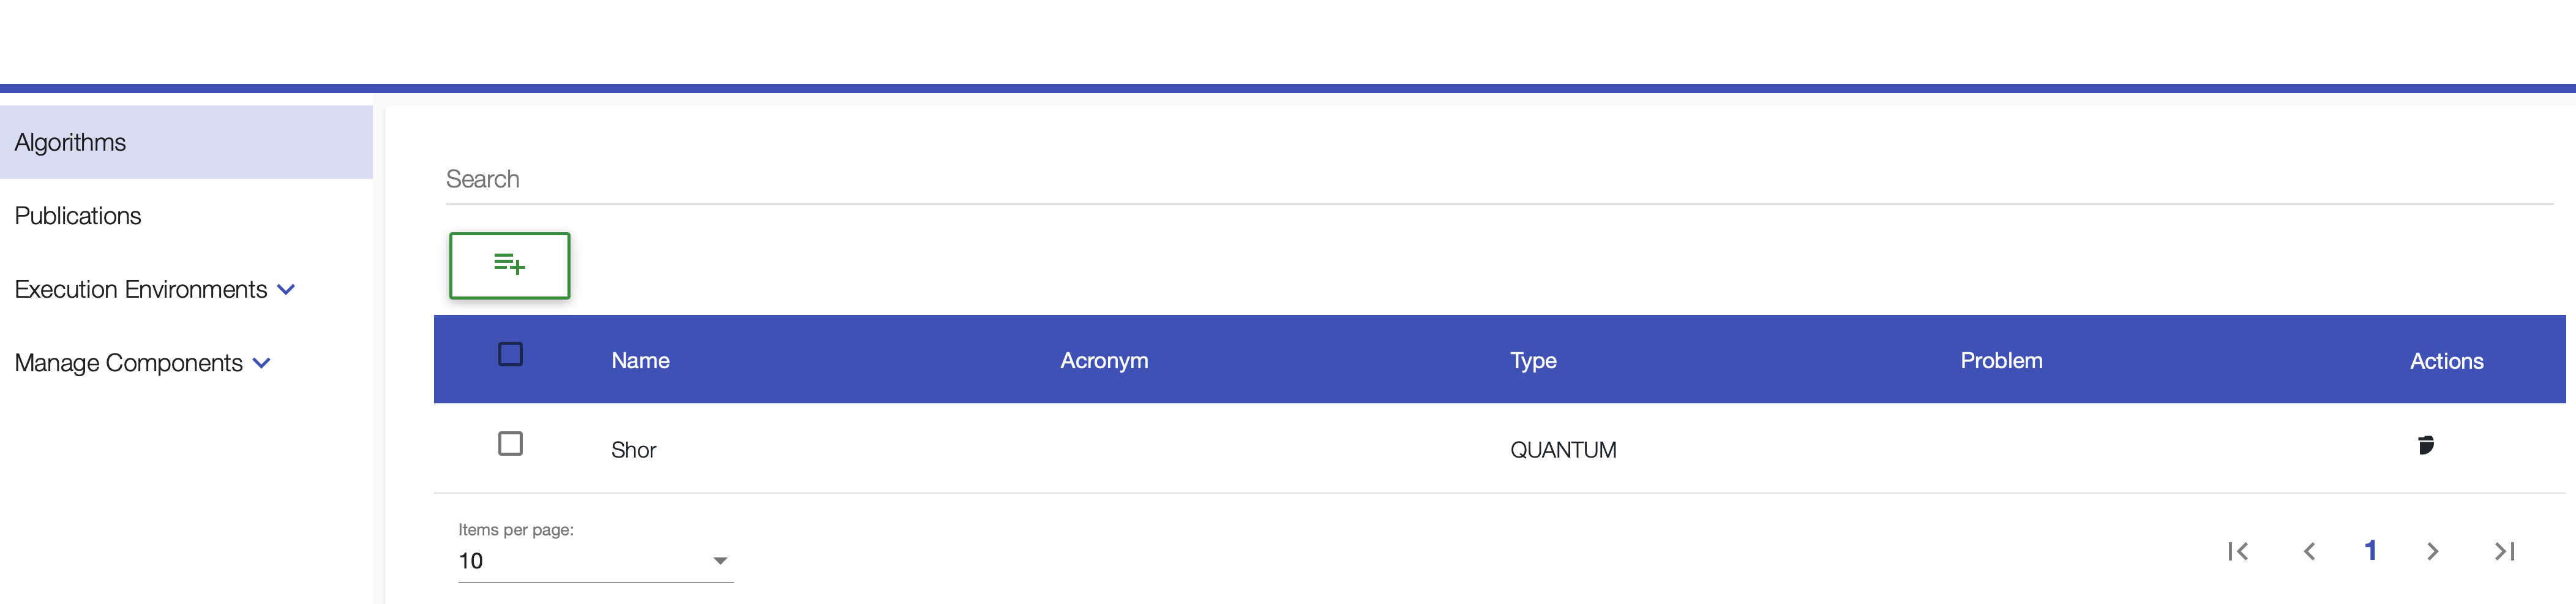 Algorithms
Publications
Execution Environments
Manage Components
Search
Name Acronym Type Problem Actions
Shor QUANTUM
Items per page:
10
1